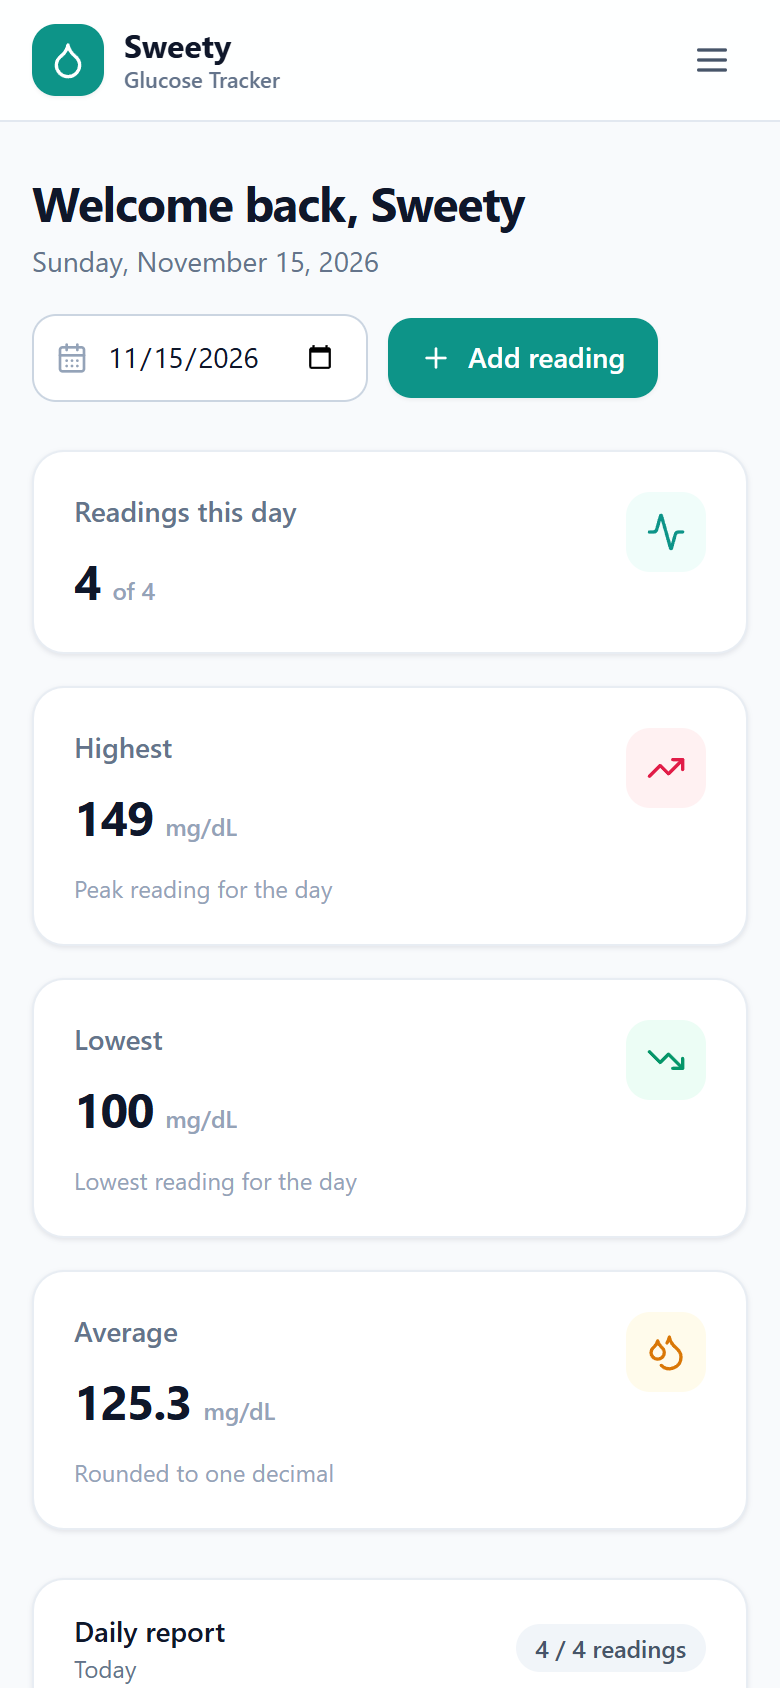 Sweety
Glucose Tracker
Welcome back, Sweety
Sunday, November 15, 2026
11/15/2026
Add reading
Readings this day
4 of 4
Highest
149 mg/dL
Peak reading for the day
Lowest
100 mg/dL
Lowest reading for the day
Average
125.3 mg/dL
Rounded to one decimal
Daily report
4 / 4 readings
Today